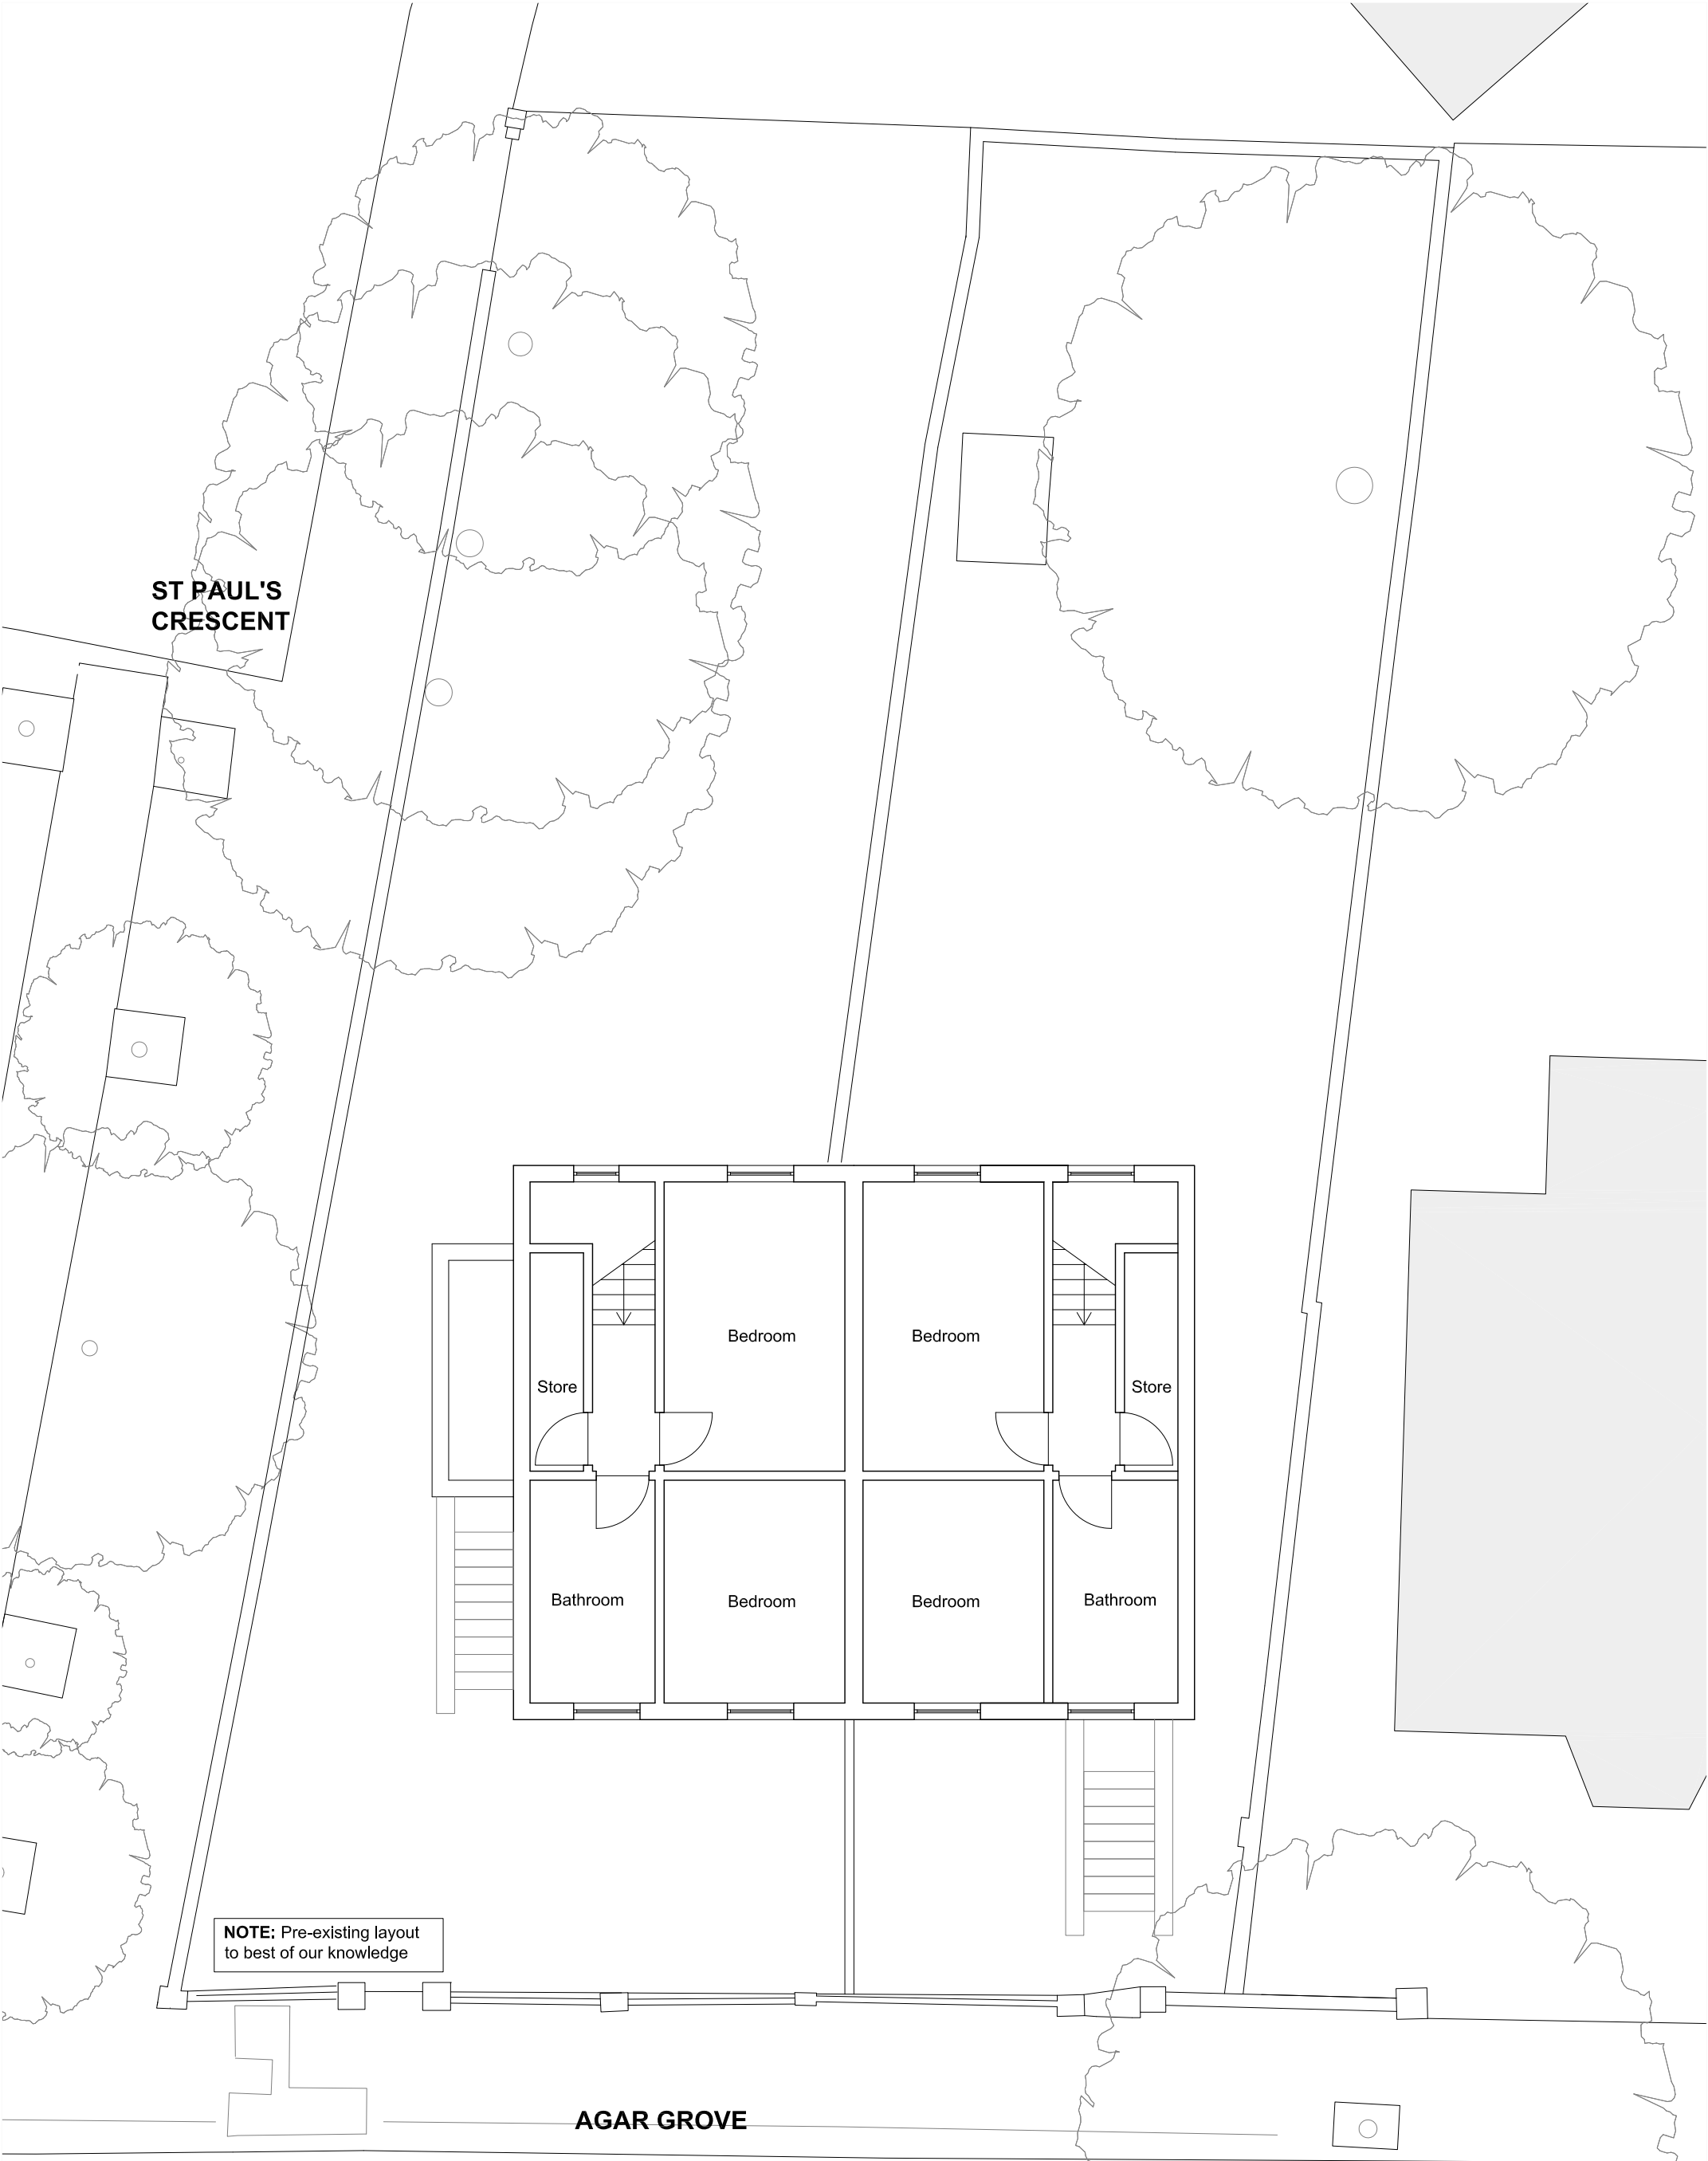 ST PAUL'S
CRESCENT
Bedroom
Bedroom
Store
Store
Bathroom
Bedroom
Bedroom
Bathroom
NOTE: Pre-existing layout
to best of our knowledge
AGAR GROVE